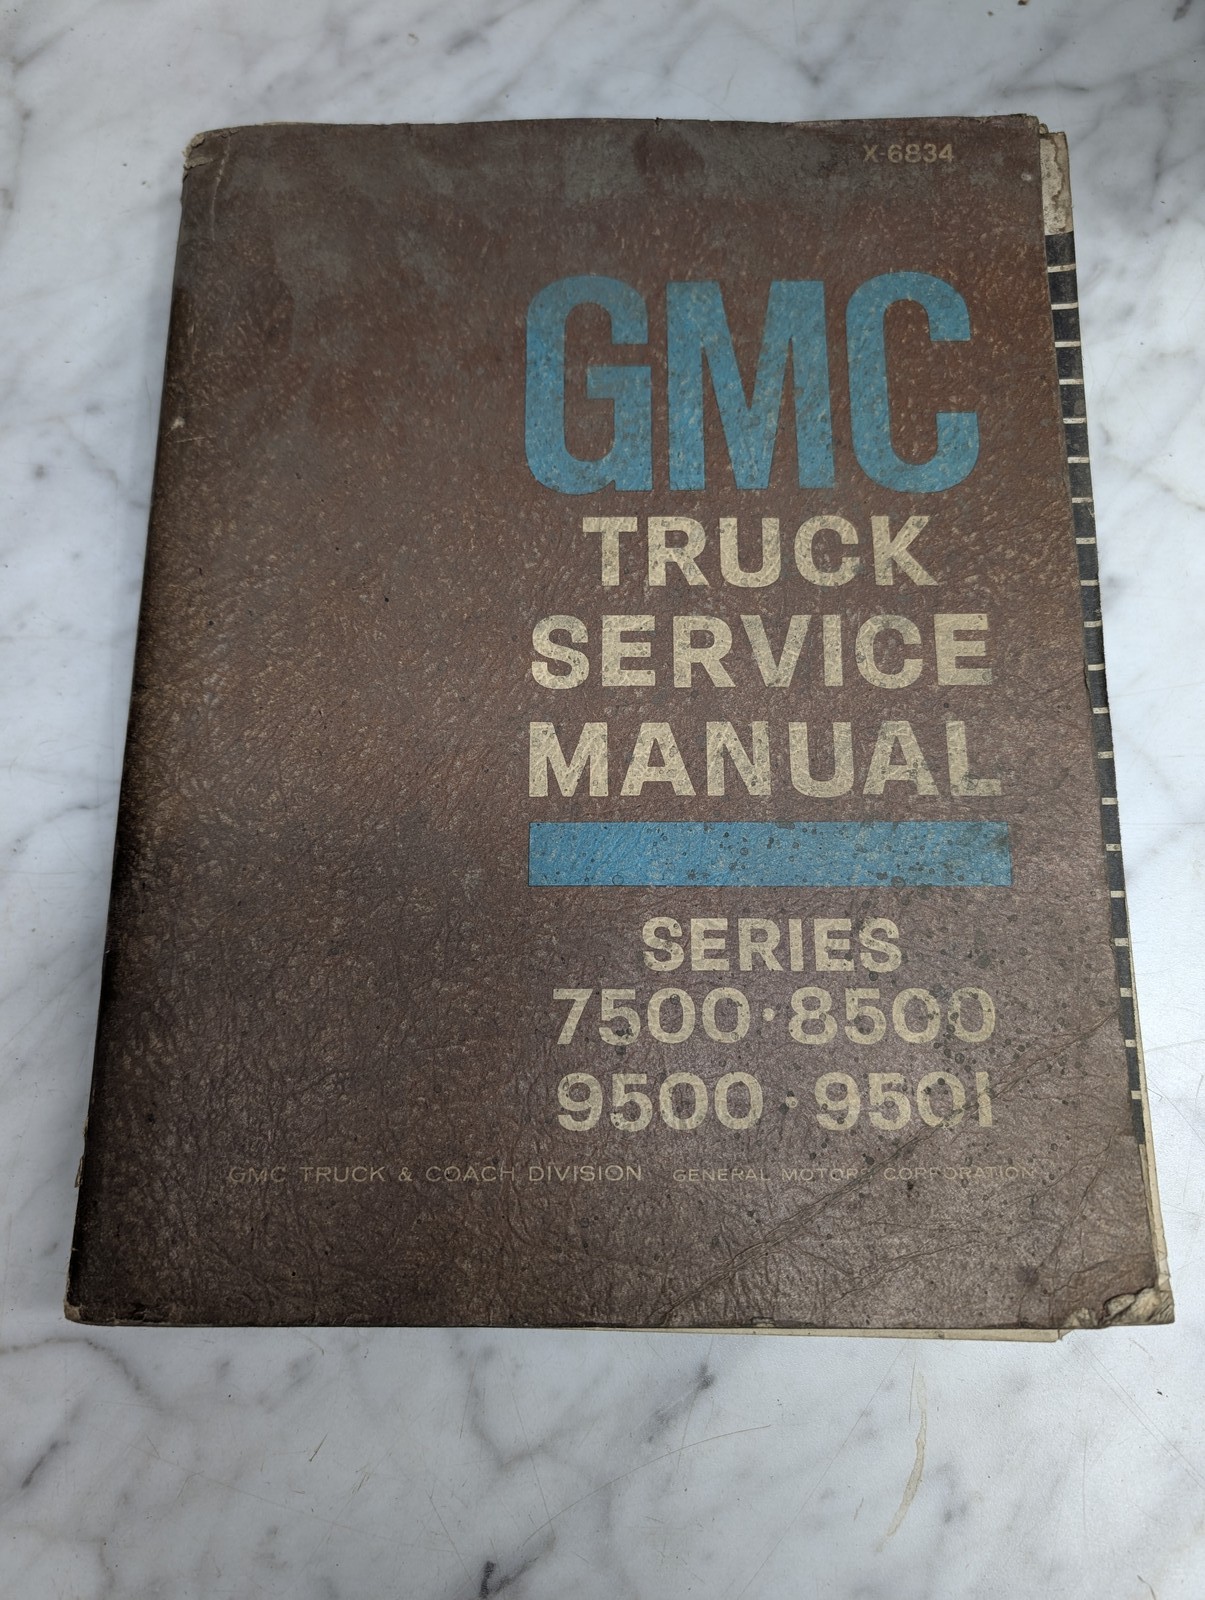 X-6834
GMC
TRUCK
SERVICE
MANUAL
SERIES
7500·8500
9500·9501
GMC TRUCK & COACH DIVISION GENERAL MOTORS CORPORATION